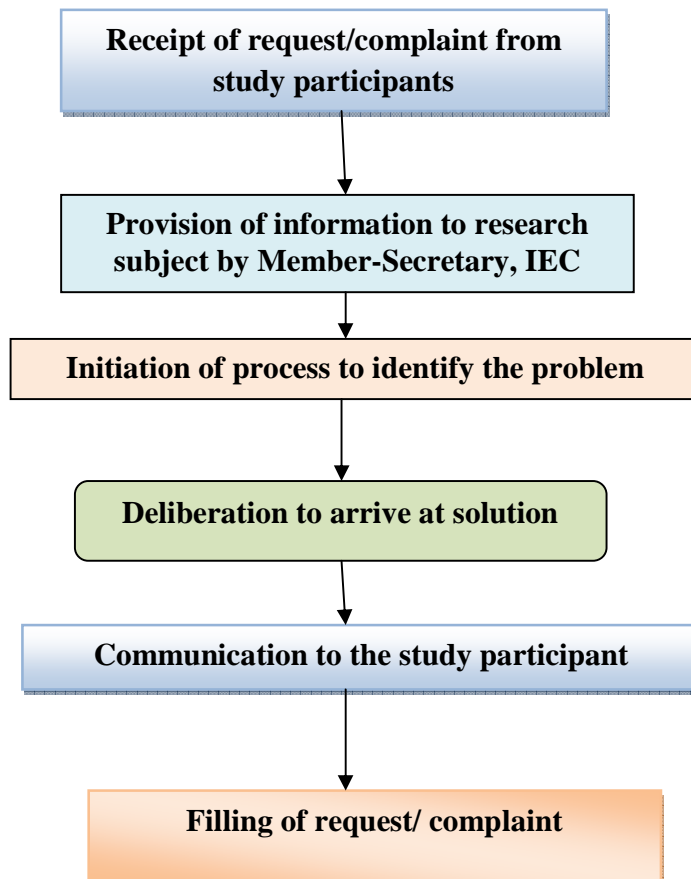 Receipt of request/complaint from
study participants
Provision of information to research
subject by Member-Secretary, IEC
Initiation of process to identify the problem
Deliberation to arrive at solution
Communication to the study participant
Filling of request/ complaint